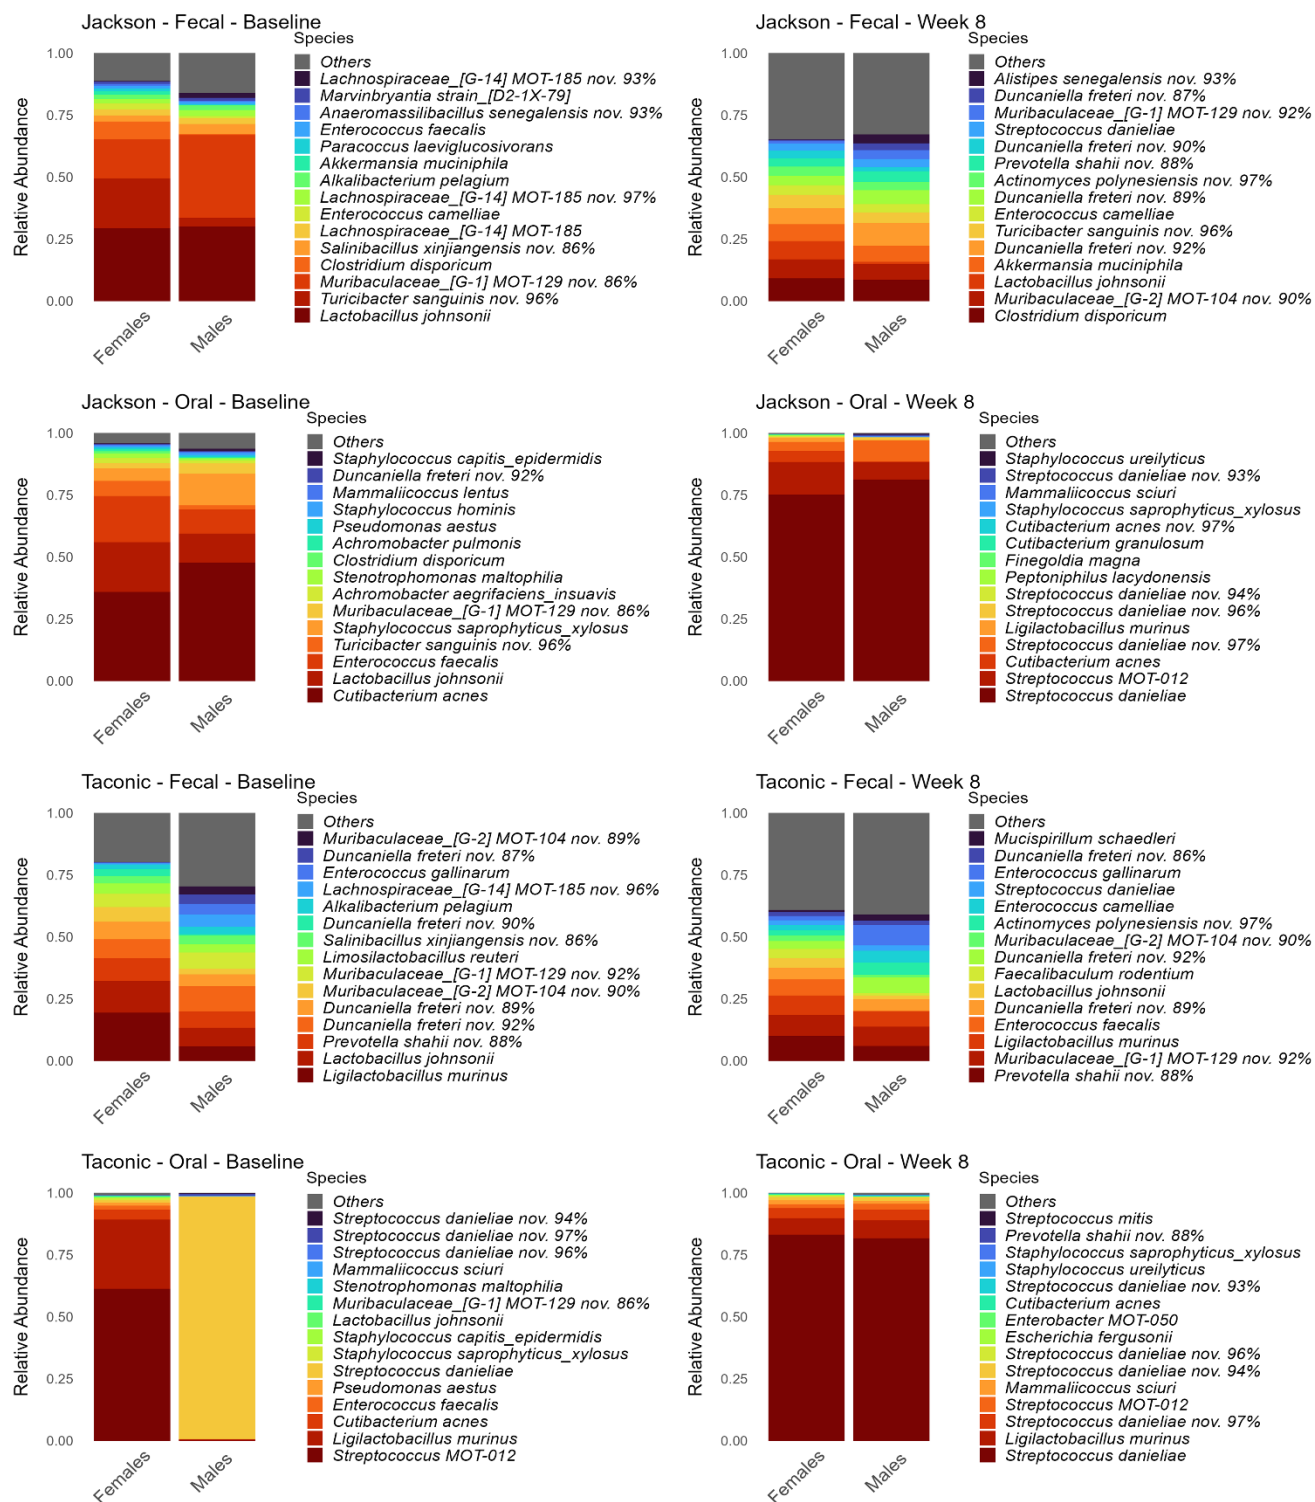 Jackson - Fecal - Baseline
Species
Relative Abundance
1.00
0.75
0.50
0.25
0.00
Females
Males
Others
Lachnospiraceae_[G-14] MOT-185 nov. 93%
Marvinbryantia strain_[D2-1X-79]
Anaeromassilibacillus senegalensis nov. 93%
Enterococcus faecalis
Paracoccus laeviglucosivorans
Akkermansia muciniphila
Alkalibacterium pelagium
Lachnospiraceae_[G-14] MOT-185 nov. 97%
Enterococcus camelliae
Lachnospiraceae_[G-14] MOT-185
Salinibacillus xinjiangensis nov. 86%
Clostridium disporicum
Muribaculaceae_[G-1] MOT-129 nov. 86%
Turicibacter sanguinis nov. 96%
Lactobacillus johnsonii
Jackson - Fecal - Week 8
Species
Relative Abundance
1.00
0.75
0.50
0.25
0.00
Females
Males
Others
Alistipes senegalensis nov. 93%
Duncaniella freteri nov. 87%
Muribaculaceae_[G-1] MOT-129 nov. 92%
Streptococcus danieliae
Duncaniella freteri nov. 90%
Prevotella shahii nov. 88%
Actinomyces polynesiensis nov. 97%
Duncaniella freteri nov. 89%
Enterococcus camelliae
Turicibacter sanguinis nov. 96%
Duncaniella freteri nov. 92%
Akkermansia muciniphila
Lactobacillus johnsonii
Muribaculaceae_[G-2] MOT-104 nov. 90%
Clostridium disporicum
Jackson - Oral - Baseline
Species
Relative Abundance
1.00
0.75
0.50
0.25
0.00
Females
Males
Others
Staphylococcus capitis_epidermidis
Duncaniella freteri nov. 92%
Mammaliicoccus lentus
Staphylococcus hominis
Pseudomonas aestus
Achromobacter pulmonis
Clostridium disporicum
Stenotrophomonas maltophilia
Achromobacter aegrifaciens_insuavis
Muribaculaceae_[G-1] MOT-129 nov. 86%
Staphylococcus saprophyticus_xylosus
Turicibacter sanguinis nov. 96%
Enterococcus faecalis
Lactobacillus johnsonii
Cutibacterium acnes
Jackson - Oral - Week 8
Species
Relative Abundance
1.00
0.75
0.50
0.25
0.00
Females
Males
Others
Staphylococcus ureilyticus
Streptococcus danieliae nov. 93%
Mammaliicoccus sciuri
Staphylococcus saprophyticus_xylosus
Cutibacterium acnes nov. 97%
Cutibacterium granulosum
Finegoldia magna
Peptoniphilus lacydonensis
Streptococcus danieliae nov. 94%
Streptococcus danieliae nov. 96%
Ligilactobacillus murinus
Streptococcus danieliae nov. 97%
Cutibacterium acnes
Streptococcus MOT-012
Streptococcus danieliae
Taconic - Fecal - Baseline
Species
Relative Abundance
1.00
0.75
0.50
0.25
0.00
Females
Males
Others
Muribaculaceae_[G-2] MOT-104 nov. 89%
Duncaniella freteri nov. 87%
Enterococcus gallinarum
Lachnospiraceae_[G-14] MOT-185 nov. 96%
Alkalibacterium pelagium
Duncaniella freteri nov. 90%
Salinibacillus xinjiangensis nov. 86%
Limosilactobacillus reuteri
Muribaculaceae_[G-1] MOT-129 nov. 92%
Muribaculaceae_[G-2] MOT-104 nov. 90%
Duncaniella freteri nov. 89%
Duncaniella freteri nov. 92%
Prevotella shahii nov. 88%
Lactobacillus johnsonii
Ligilactobacillus murinus
Taconic - Fecal - Week 8
Species
Relative Abundance
1.00
0.75
0.50
0.25
0.00
Females
Males
Others
Mucispirillum schaedleri
Duncaniella freteri nov. 86%
Enterococcus gallinarum
Streptococcus danieliae
Enterococcus camelliae
Actinomyces polynesiensis nov. 97%
Muribaculaceae_[G-2] MOT-104 nov. 90%
Duncaniella freteri nov. 92%
Faecalibaculum rodentium
Lactobacillus johnsonii
Duncaniella freteri nov. 89%
Enterococcus faecalis
Ligilactobacillus murinus
Muribaculaceae_[G-1] MOT-129 nov. 92%
Prevotella shahii nov. 88%
Taconic - Oral - Baseline
Species
Relative Abundance
1.00
0.75
0.50
0.25
0.00
Females
Males
Others
Streptococcus danieliae nov. 94%
Streptococcus danieliae nov. 97%
Streptococcus danieliae nov. 96%
Mammaliicoccus sciuri
Stenotrophomonas maltophilia
Muribaculaceae_[G-1] MOT-129 nov. 86%
Lactobacillus johnsonii
Staphylococcus capitis_epidermidis
Staphylococcus saprophyticus_xylosus
Streptococcus danieliae
Pseudomonas aestus
Enterococcus faecalis
Cutibacterium acnes
Ligilactobacillus murinus
Streptococcus MOT-012
Taconic - Oral - Week 8
Species
Relative Abundance
1.00
0.75
0.50
0.25
0.00
Females
Males
Others
Streptococcus mitis
Prevotella shahii nov. 88%
Staphylococcus saprophyticus_xylosus
Staphylococcus ureilyticus
Streptococcus danieliae nov. 93%
Cutibacterium acnes
Enterobacter MOT-050
Escherichia fergusonii
Streptococcus danieliae nov. 96%
Streptococcus danieliae nov. 94%
Mammaliicoccus sciuri
Streptococcus MOT-012
Streptococcus danieliae nov. 97%
Ligilactobacillus murinus
Streptococcus danieliae